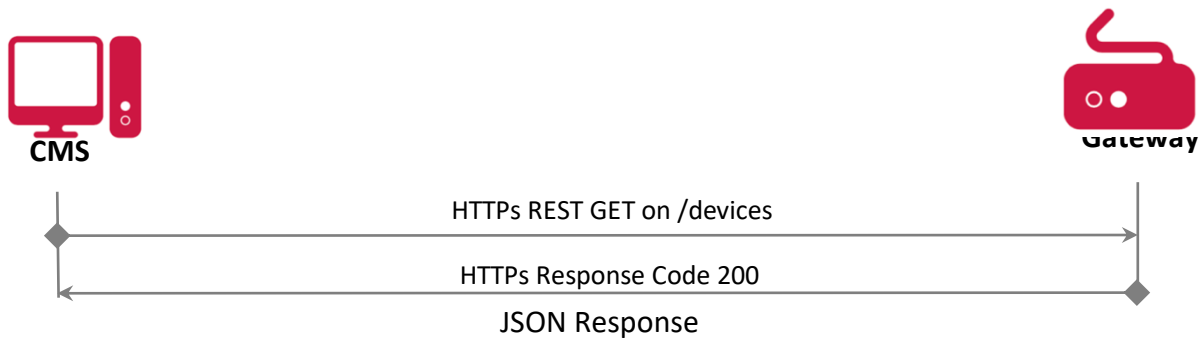 CMS
Gateway
HTTPs REST GET on /devices
HTTPs Response Code 200
JSON Response